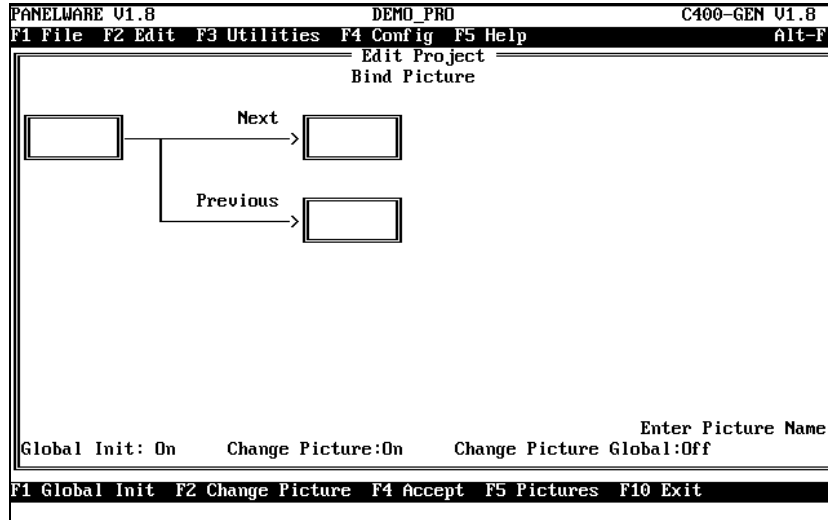 PANELWARE V1.8 DEMO_PRO C400-GEN V1.8
F1 File F2 Edit F3 Utilities F4 Config F5 Help Alt-F
Edit Project
Bind Picture
Next
Previous
Enter Picture Name
Global Init: On Change Picture:On Change Picture Global:Off
F1 Global Init F2 Change Picture F4 Accept F5 Pictures F10 Exit